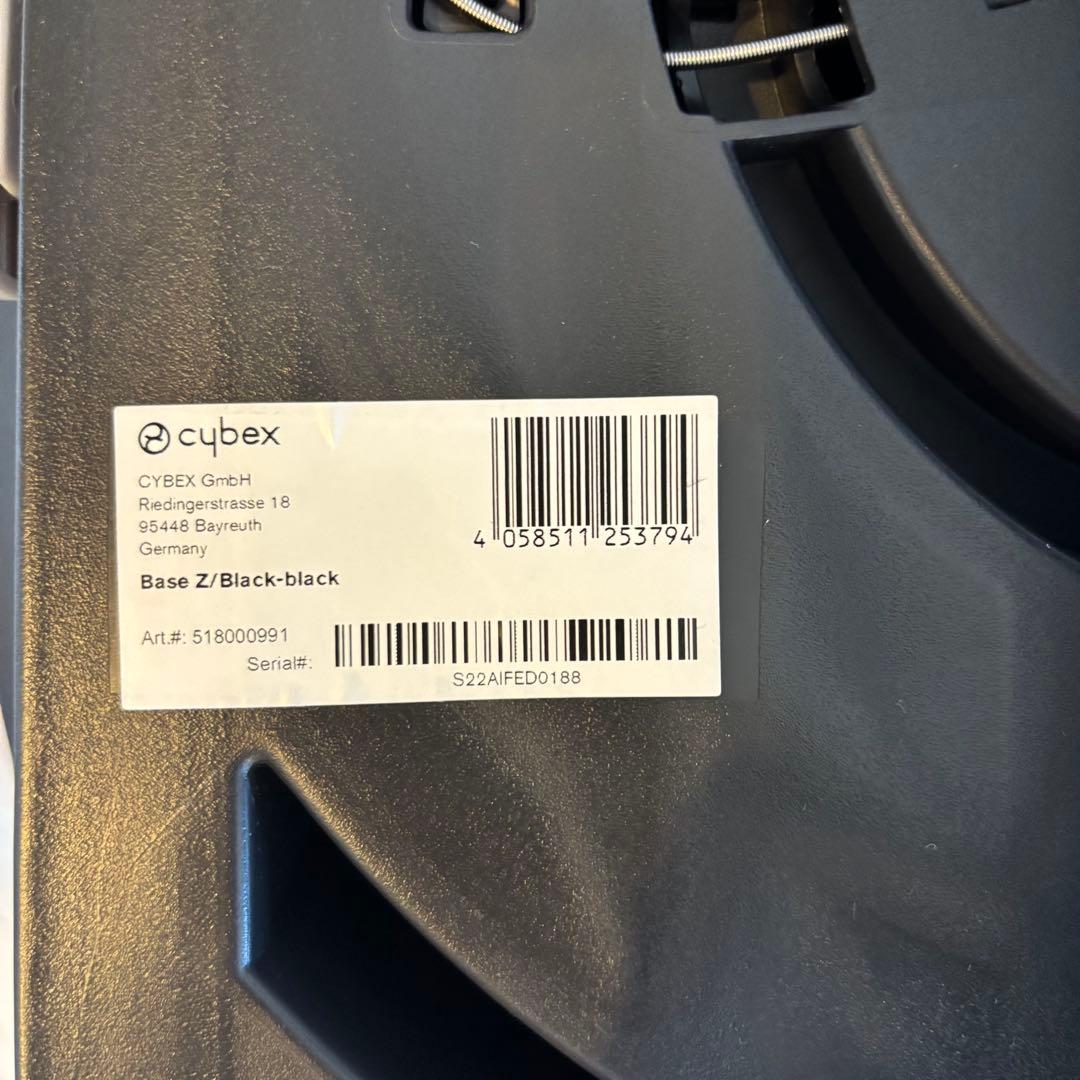 cybex
CYBEX GmbH
Riedingerstrasse 18
95448 Bayreuth
Germany
4 058511 253794
Base Z/Black-black
Art.#: 518000991
Serial#:
S22AIFED0188